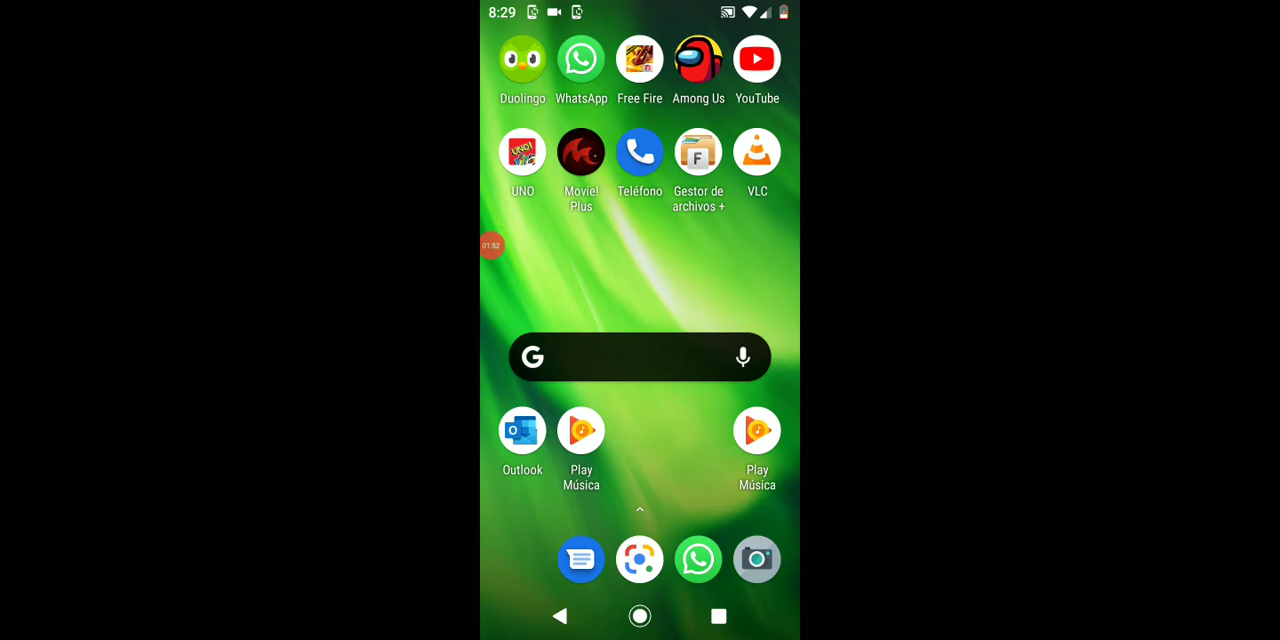 8:29
Duolingo WhatsApp Free Fire Among Us YouTube
UNO Movie! Teléfono Gestor de VLC
Plus archivos +
01:52
G
Outlook Play Play
Música Música